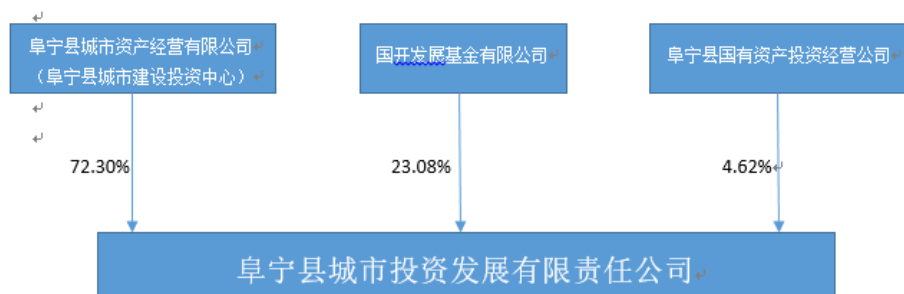 阜宁县城市资产经营有限公司
（阜宁县城市建设投资中心）
国开发展基金有限公司
阜宁县国有资产投资经营公司
72.30%
23.08%
4.62%
阜宁县城市投资发展有限责任公司